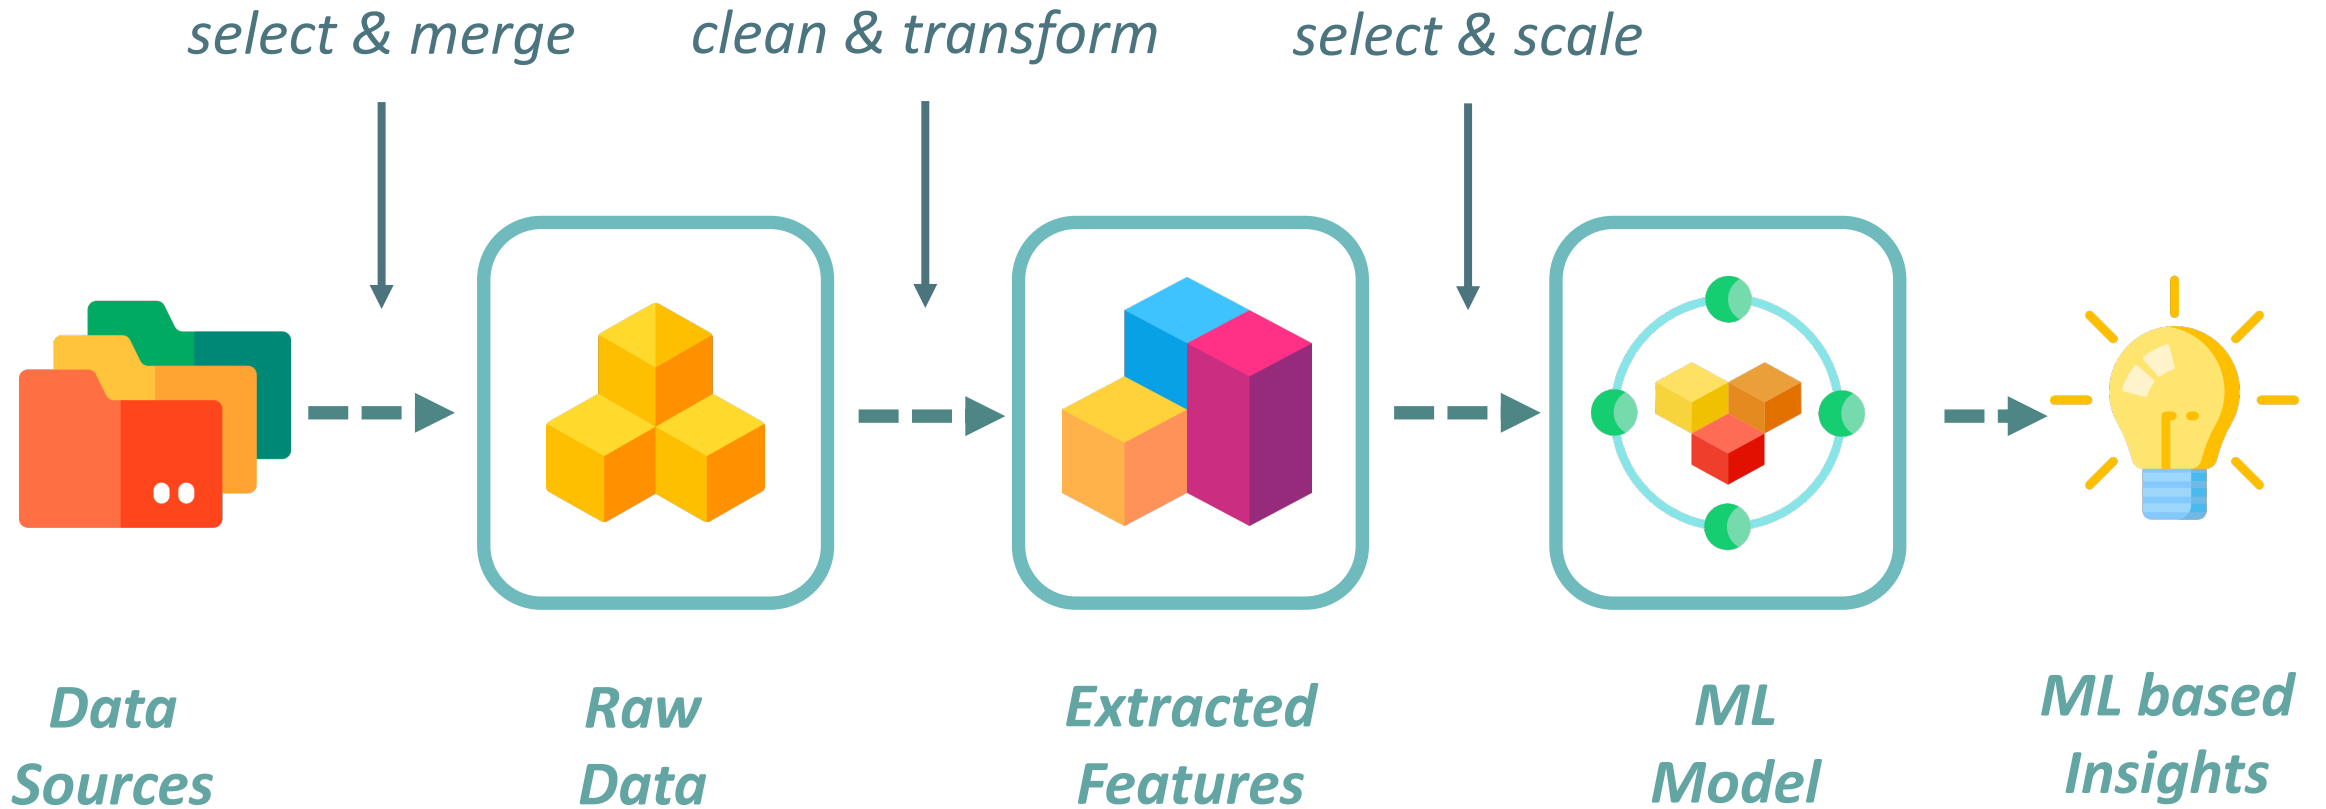 select & merge
clean & transform
select & scale
Data
Sources
Raw
Data
Extracted
Features
ML
Model
ML based
Insights